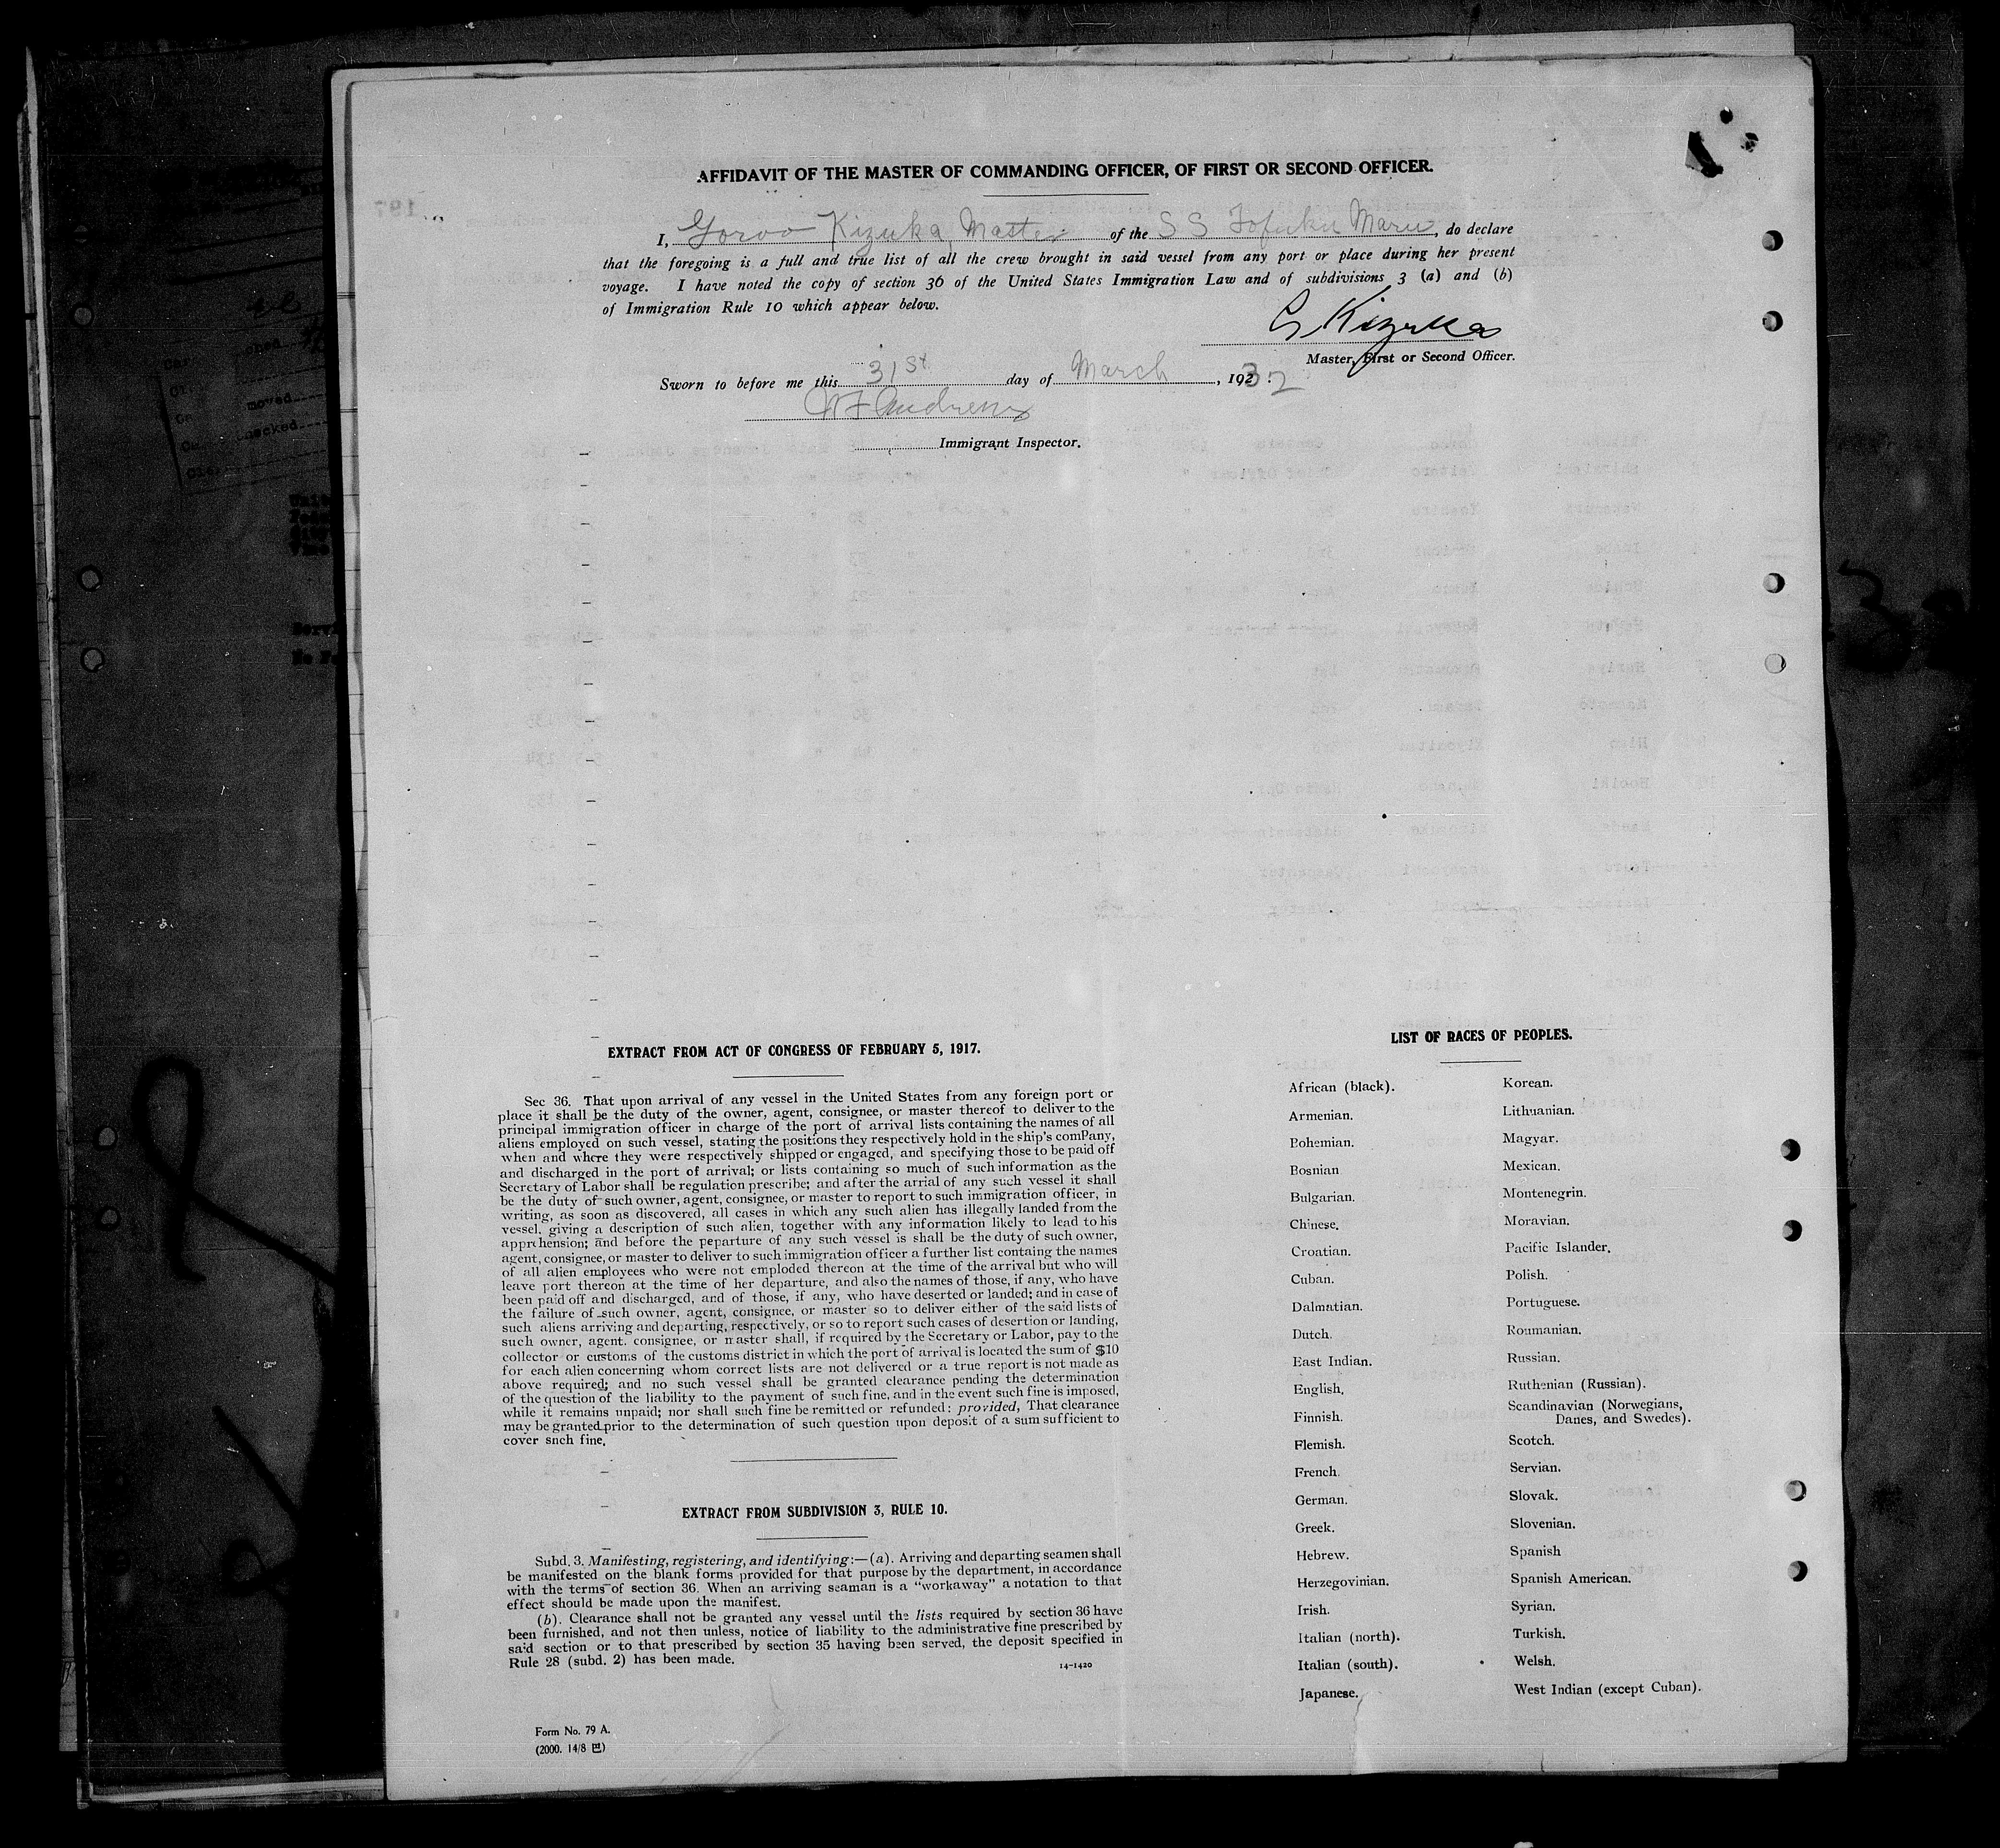 AFFIDAVIT OF THE MASTER OF COMMANDING OFFICER, OF FIRST OR SECOND OFFICER.
I, Goroo Kizuka, Master of the S S Tofuku Maru, do declare
that the foregoing is a full and true list of all the crew brought in said vessel from any port or place during her present
voyage. I have noted the copy of section 36 of the United States Immigration Law and of subdivisions 3 (a) and (b)
of Immigration Rule 10 which appear below.
G Kizuka
Master, First or Second Officer.
Sworn to before me this 31st day of March, 1932
Immigrant Inspector.
EXTRACT FROM ACT OF CONGRESS OF FEBRUARY 5, 1917.
Sec 36. That upon arrival of any vessel in the United States from any foreign port or
place it shall be the duty of the owner, agent, consignee, or master thereof to deliver to the
principal immigration officer in charge of the port of arrival lists containing the names of all
aliens employed on such vessel, stating the positions they respectively hold in the ship's comPany,
when and where they were respectively shipped or engaged, and specifying those to be paid off
and discharged in the port of arrival; or lists containing so much of such information as the
Secretary of Labor shall be regulation prescribe; and after the arrial of any such vessel it shall
be the duty of such owner, agent, consignee, or master to report to such immigration officer, in
writing, as soon as discovered, all cases in which any such alien has illegally landed from the
vessel, giving a description of such alien, together with any information likely to lead to his
apprehension; and before the peparture of any such vessel is shall be the duty of such owner,
agent, consignee, or master to deliver to such immigration officer a further list containg the names
of all alien employees who were not emploded thereon at the time of the arrival but who will
leave port thereon at the time of her departure, and also the names of those, if any, who have
been paid off and discharged, and of those, if any, who have deserted or landed; and in case of
the failure of such owner, agent, consignee, or master so to deliver either of the said lists of
such aliens arriving and departing, respectively, or so to report such cases of desertion or landing,
such owner, agent. consignee, or master shall, if required by the Secretary or Labor, pay to the
collector or customs of the customs district in which the port of arrival is located the sum of $10
for each alien concerning whom correct lists are not delivered or a true report is not made as
above required; and no such vessel shall be granted clearance pending the determination
of the question of the liability to the payment of such fine, and in the event such fine is imposed,
while it remains unpaid; nor shall such fine be remitted or refunded: provided, That clearance
may be granted prior to the determination of such question upon deposit of a sum sufficient to
cover snch fine.
EXTRACT FROM SUBDIVISION 3, RULE 10.
Subd. 3. Manifesting, registering, and identifying:—(a). Arriving and departing seamen shall
be manifested on the blank forms provided for that purpose by the department, in accordance
with the terms of section 36. When an arriving seaman is a "workaway" a notation to that
effect should be made upon the manifest.
(b). Clearance shall not be granted any vessel until the lists required by section 36 have
been furnished, and not then unless, notice of liability to the administrative fine prescribed by
said section or to that prescribed by section 35 having been served, the deposit specified in
Rule 28 (subd. 2) has been made.
14-1420
Form No. 79 A.
(2000. 14/8 巴)
LIST OF RACES OF PEOPLES.
African (black).
Armenian.
Bohemian.
Bosnian
Bulgarian.
Chinese.
Croatian.
Cuban.
Dalmatian.
Dutch.
East Indian.
English.
Finnish.
Flemish.
French.
German.
Greek.
Hebrew.
Herzegovinian.
Irish.
Italian (north).
Italian (south).
Japanese.
Korean.
Lithuanian.
Magyar.
Mexican.
Montenegrin.
Moravian.
Pacific Islander.
Polish.
Portuguese.
Roumanian.
Russian.
Ruthenian (Russian).
Scandinavian (Norwegians,
Danes, and Swedes).
Scotch.
Servian.
Slovak.
Slovenian.
Spanish
Spanish American.
Syrian.
Turkish.
Welsh.
West Indian (except Cuban).